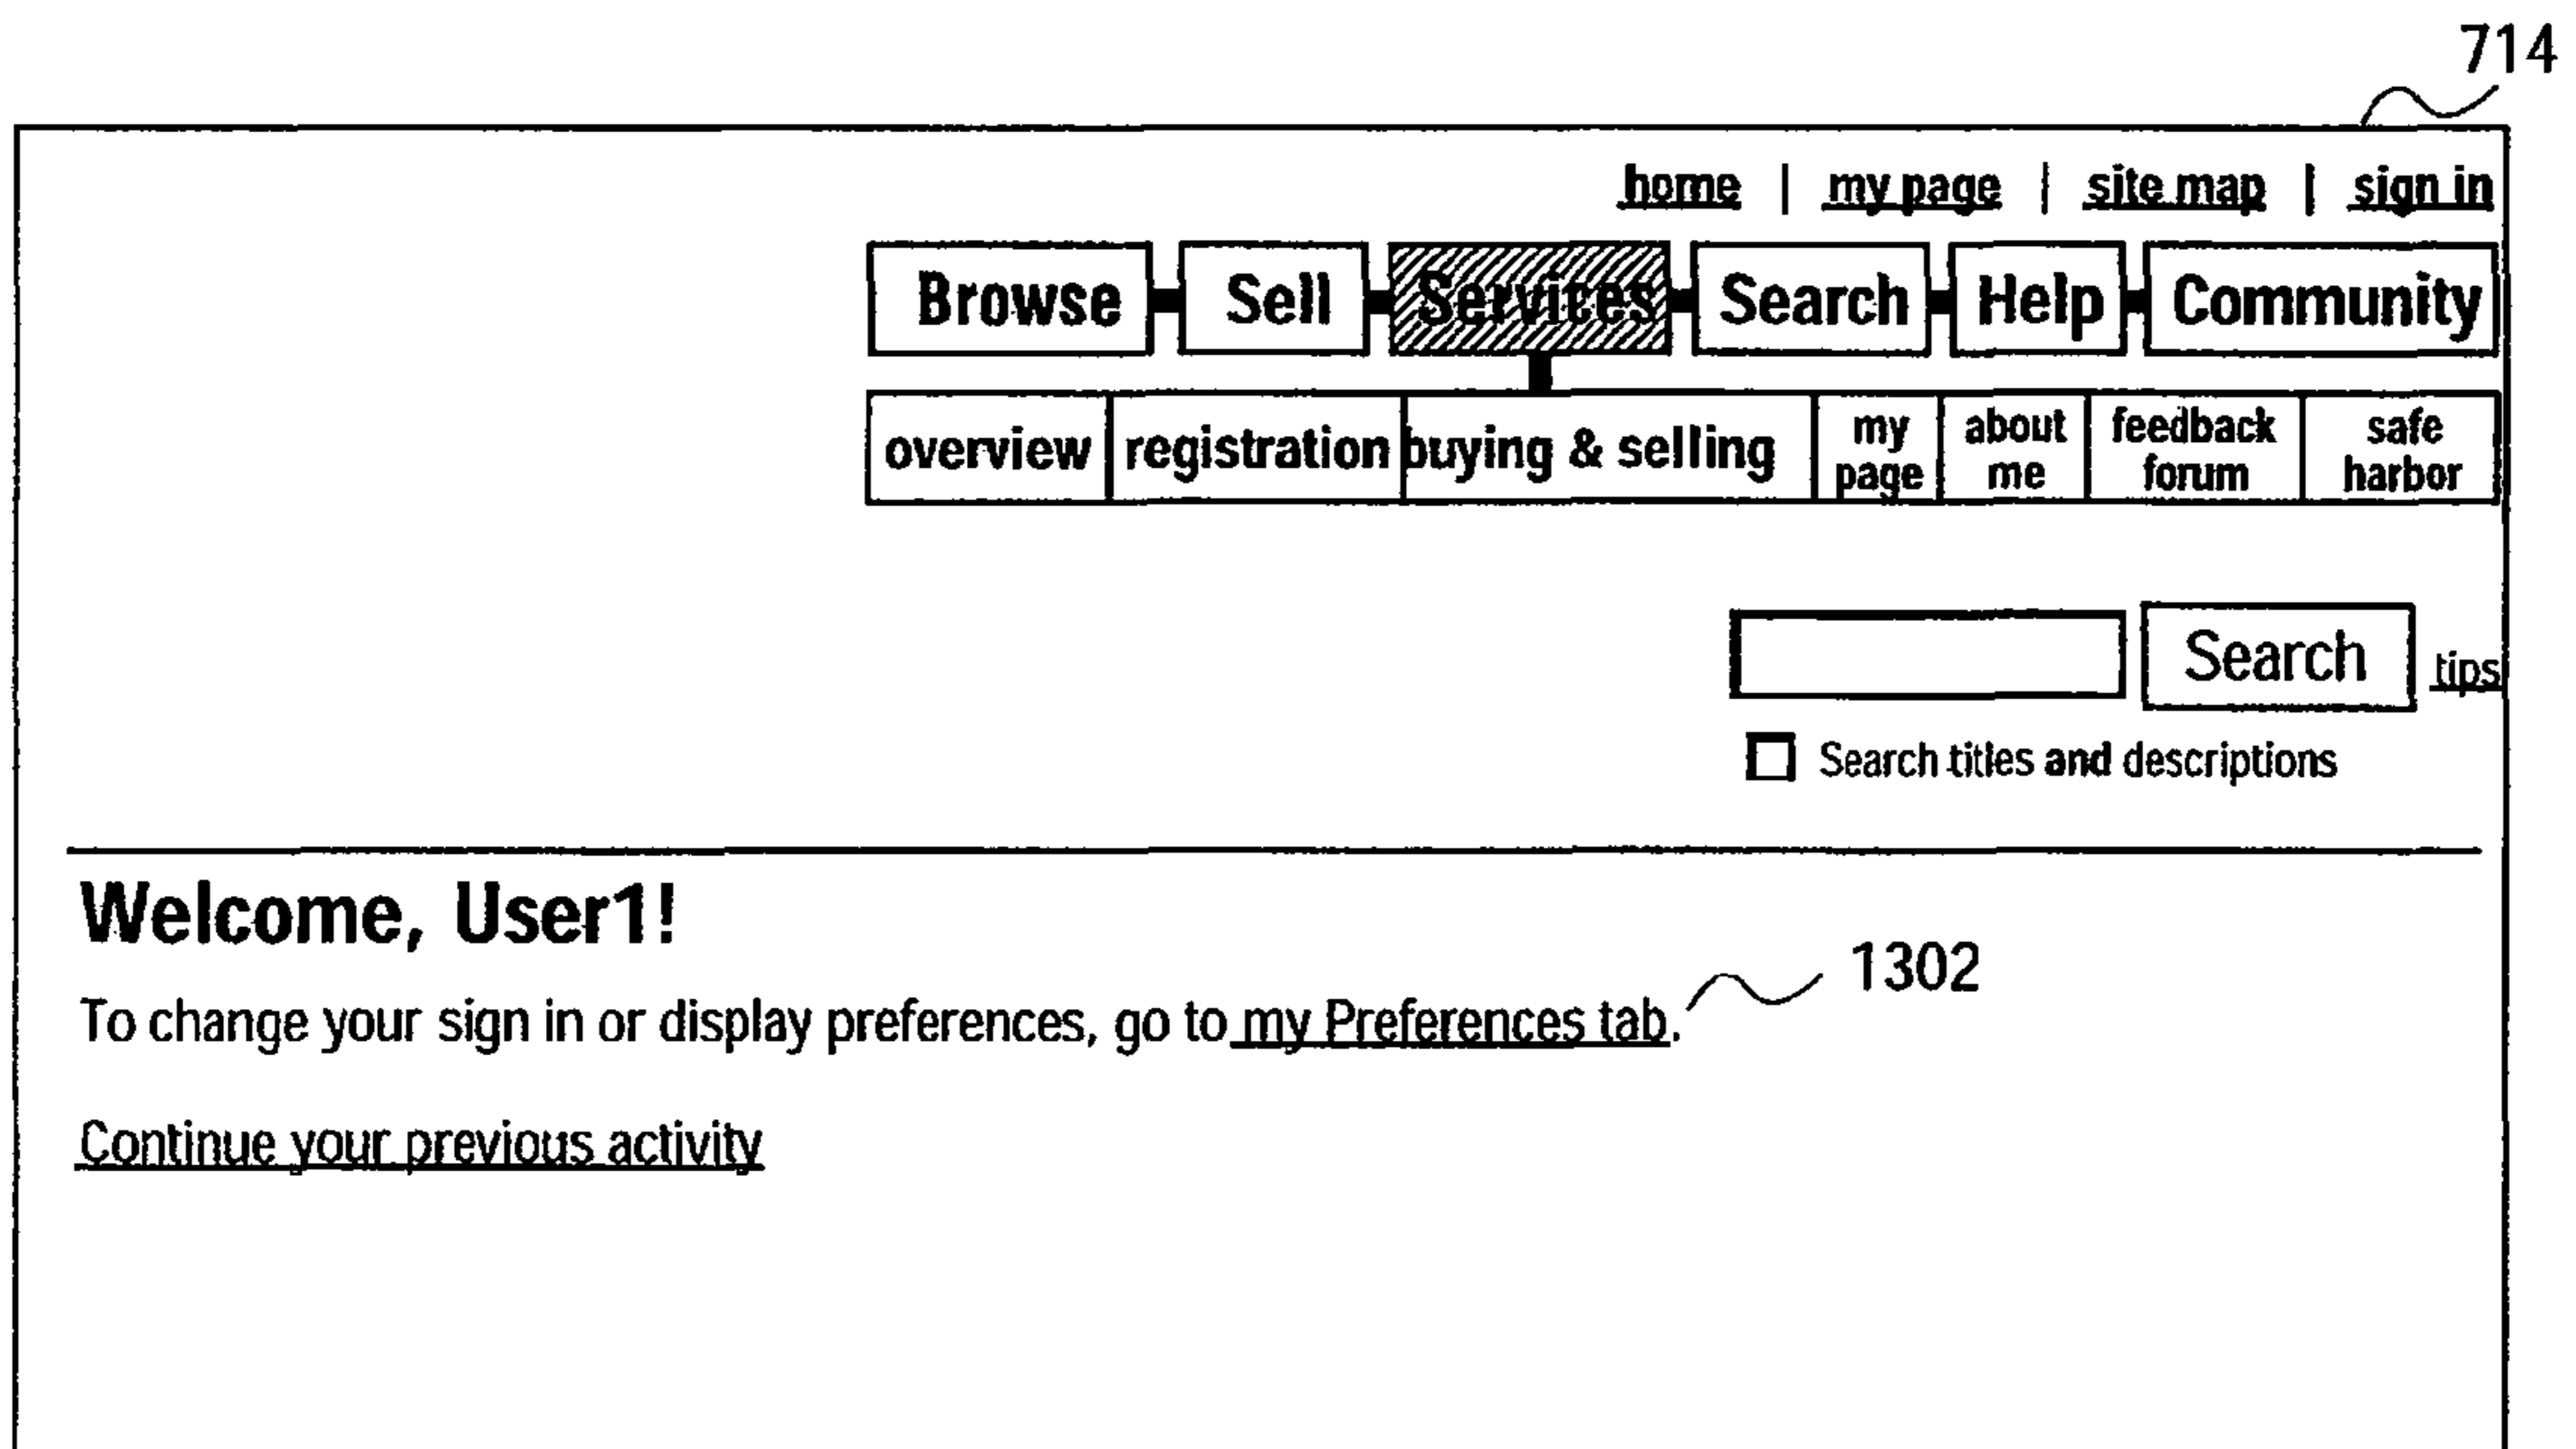 714
home | my page | site map | sign in
Browse Sell Services Search Help Community
overview registration buying & selling my page about me feedback forum safe harbor
Search tips
Search titles and descriptions
Welcome, User1!
1302
To change your sign in or display preferences, go to my Preferences tab.
Continue your previous activity